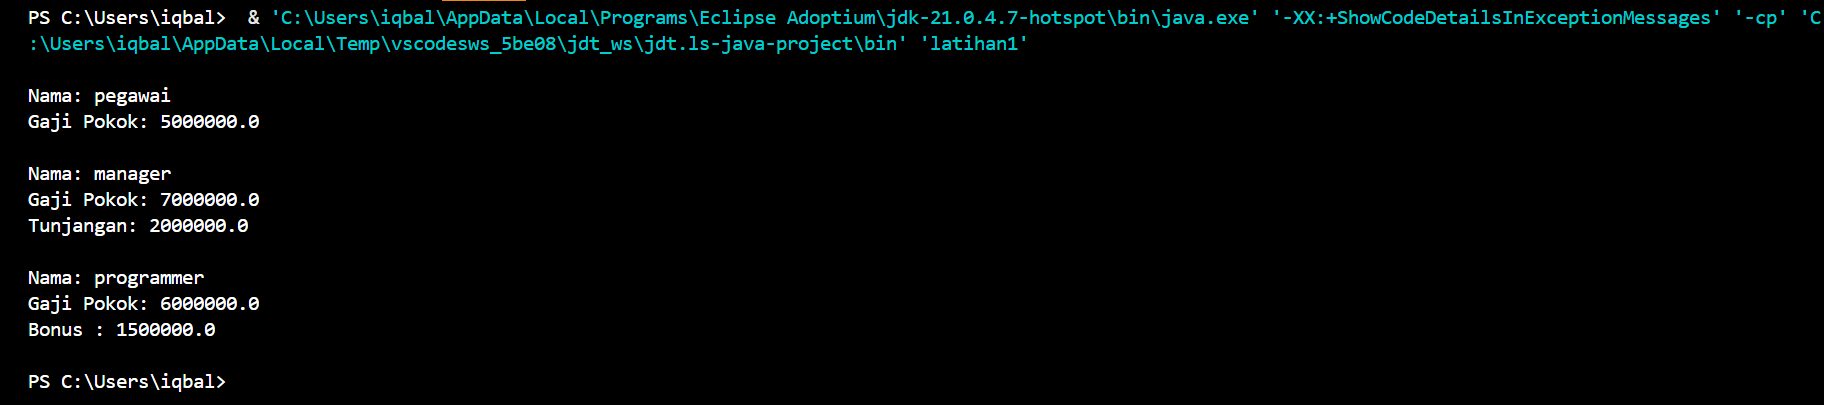 PS C:\Users\iqbal>  & 'C:\Users\iqbal\AppData\Local\Programs\Eclipse Adoptium\jdk-21.0.4.7-hotspot\bin\java.exe' '-XX:+ShowCodeDetailsInExceptionMessages' '-cp' 'C
:\Users\iqbal\AppData\Local\Temp\vscodesws_5be08\jdt_ws\jdt.ls-java-project\bin' 'latihan1'
Nama: pegawai
Gaji Pokok: 5000000.0
Nama: manager
Gaji Pokok: 7000000.0
Tunjangan: 2000000.0
Nama: programmer
Gaji Pokok: 6000000.0
Bonus : 1500000.0
PS C:\Users\iqbal>